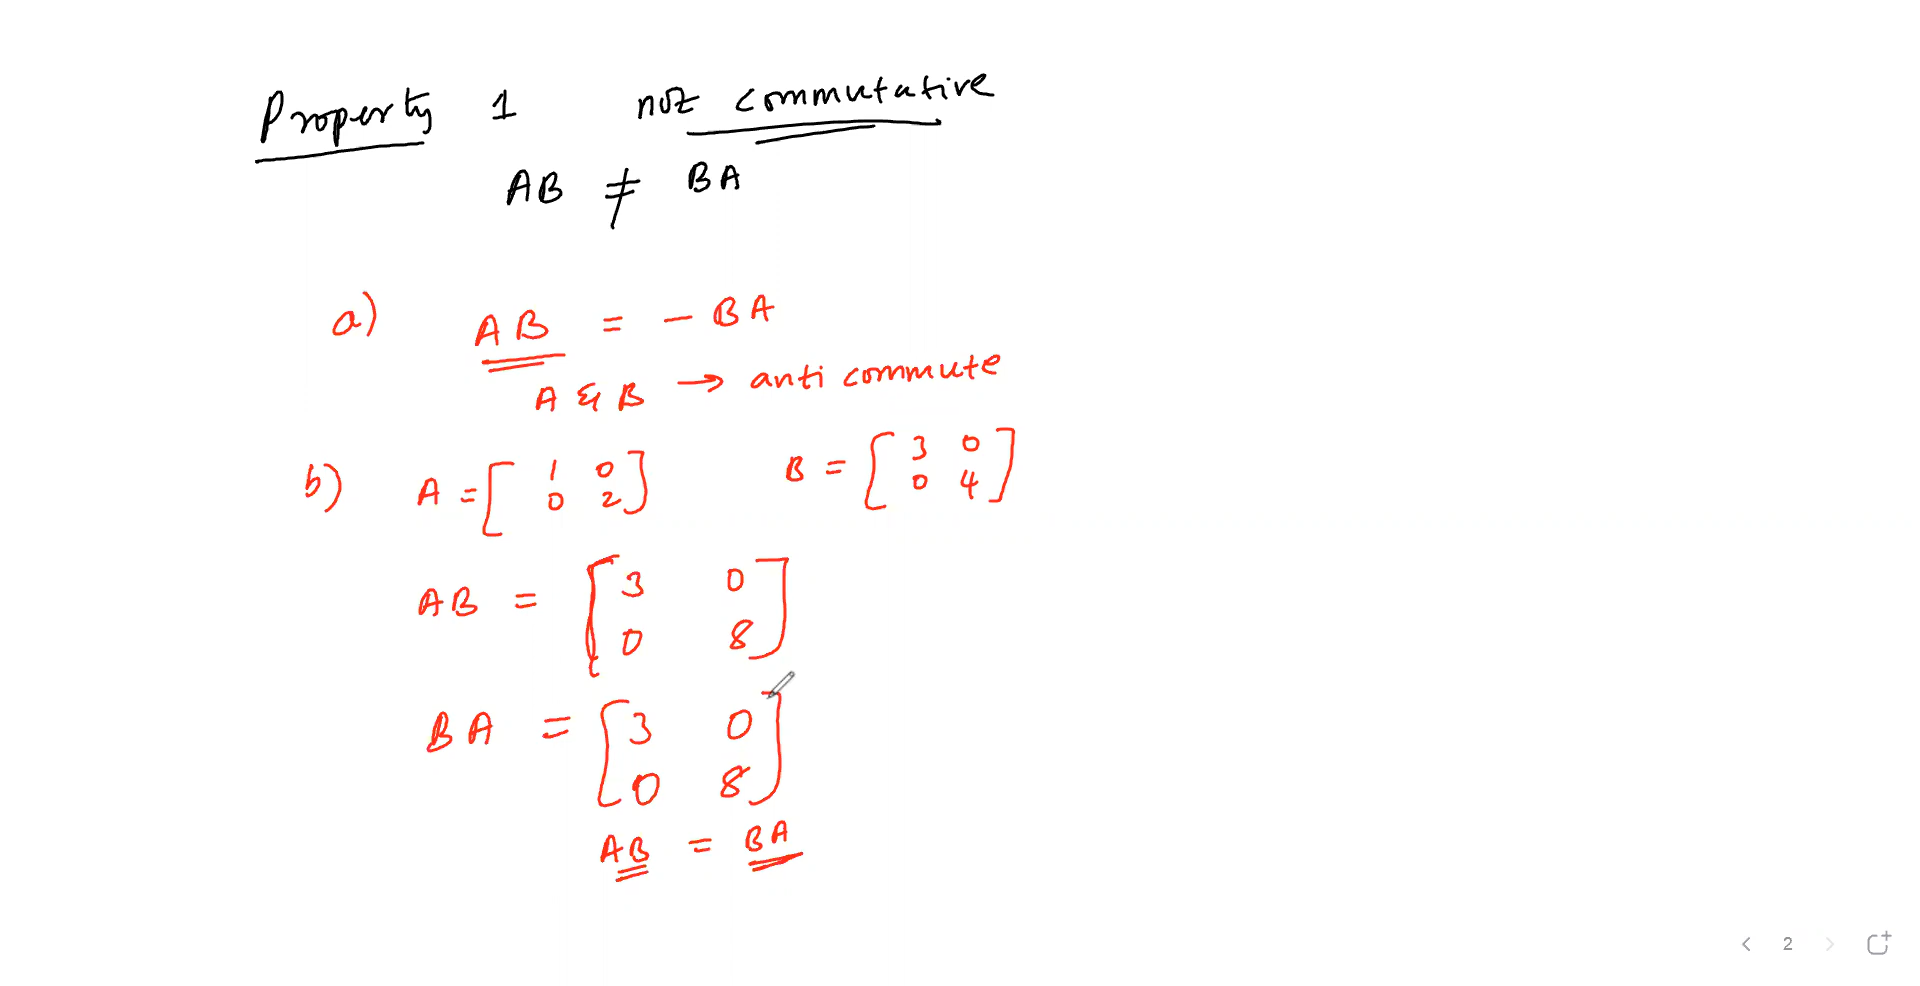 Property 1 not commutative
AB ≠ BA
a) AB = - BA
A & B → anti commute
b) A = [ 1 0 B = [ 3 0
0 2 ] 0 4 ]
AB = [ 3 0
0 8 ]
BA = [ 3 0
0 8 ]
AB = BA
2